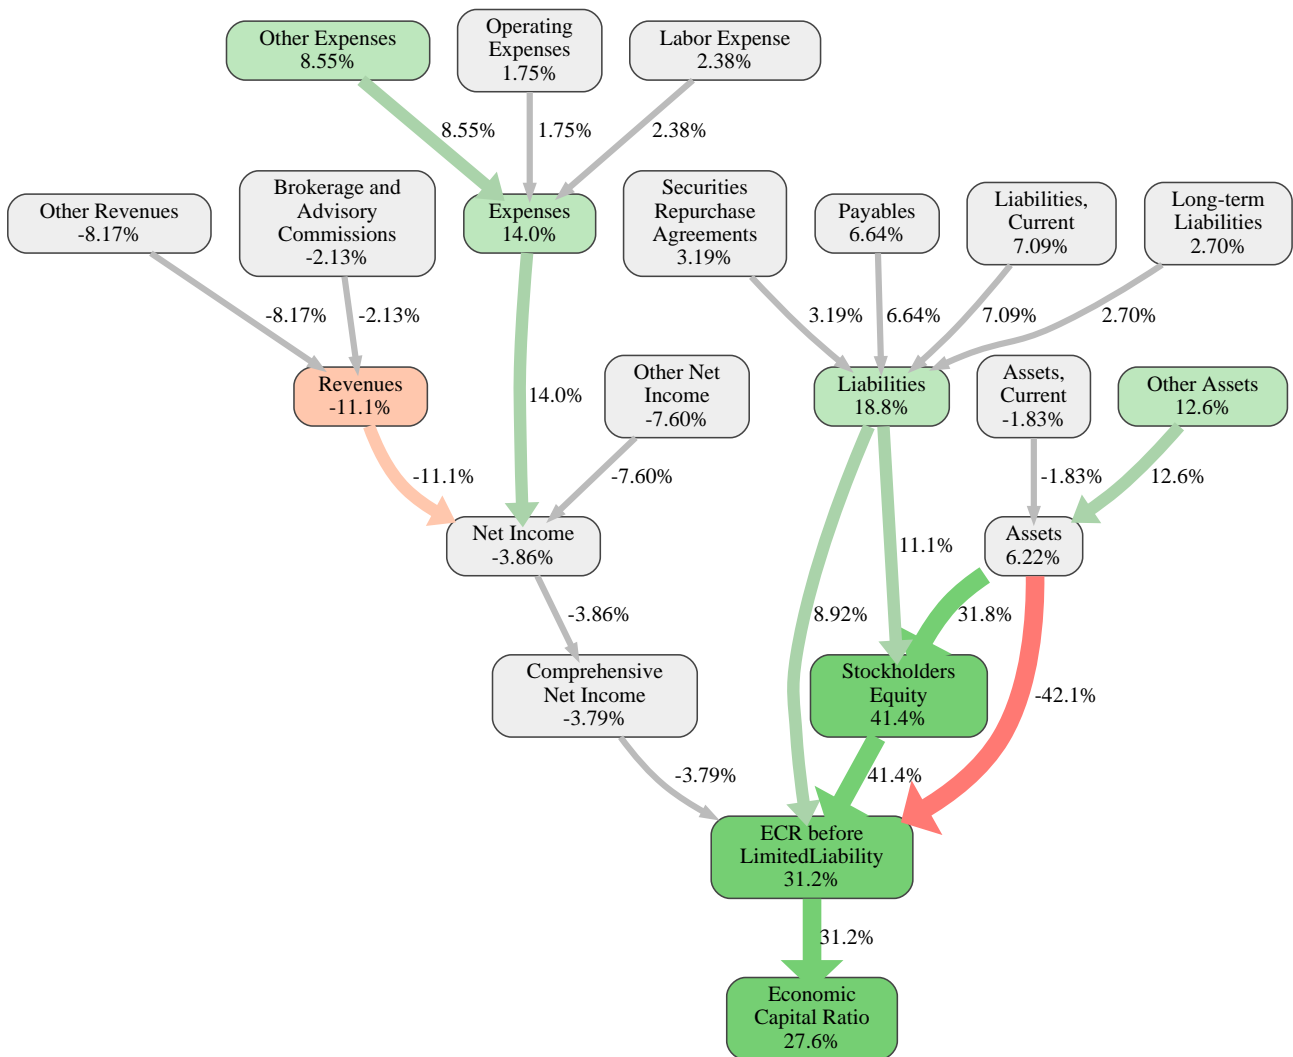 Other Expenses
8.55%
Operating
Expenses
1.75%
Labor Expense
2.38%
8.55%
1.75%
2.38%
Other Revenues
-8.17%
Brokerage and
Advisory
Commissions
-2.13%
Expenses
14.0%
Securities
Repurchase
Agreements
3.19%
Payables
6.64%
Liabilities,
Current
7.09%
Long-term
Liabilities
2.70%
-8.17%
-2.13%
3.19%
6.64%
7.09%
2.70%
Revenues
-11.1%
14.0%
Other Net
Income
-7.60%
Liabilities
18.8%
Assets,
Current
-1.83%
Other Assets
12.6%
-11.1%
-7.60%
-1.83%
12.6%
Net Income
-3.86%
11.1%
Assets
6.22%
-3.86%
8.92%
31.8%
Comprehensive
Net Income
-3.79%
Stockholders
Equity
41.4%
-42.1%
-3.79%
41.4%
ECR before
LimitedLiability
31.2%
31.2%
Economic
Capital Ratio
27.6%